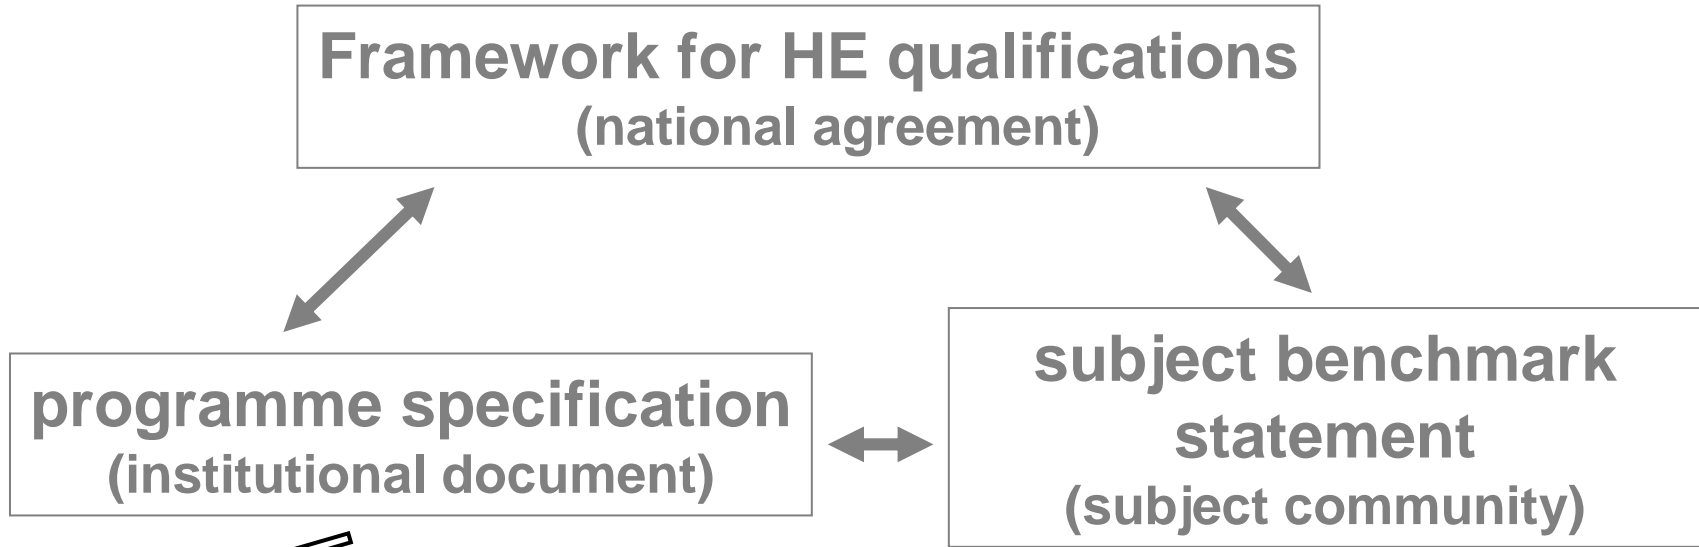 Framework for HE qualifications
(national agreement)
programme specification
(institutional document)
subject benchmark
statement
(subject community)